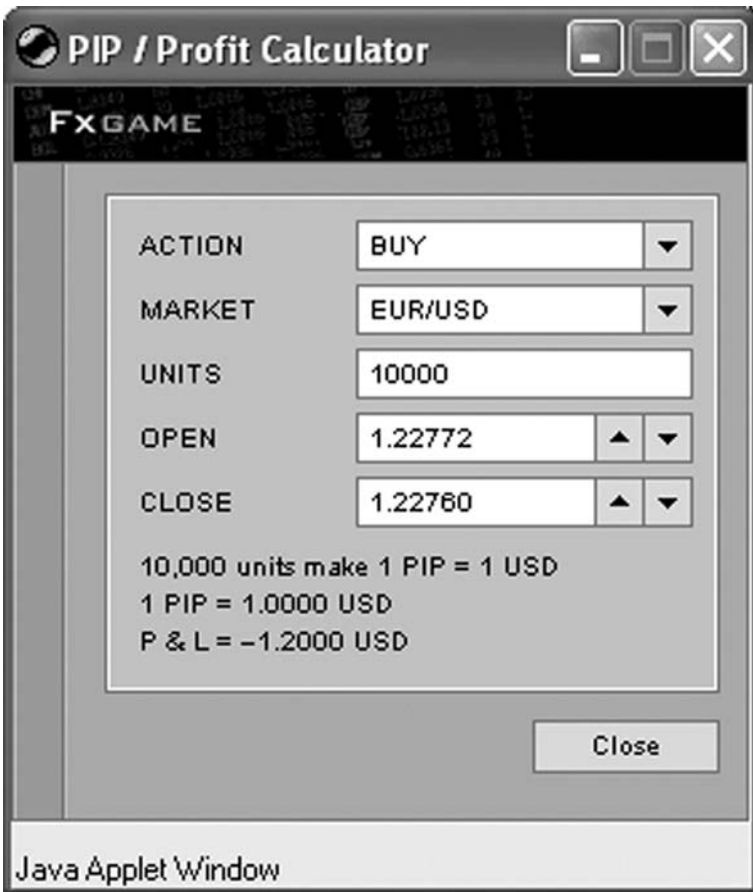 PIP / Profit Calculator
FXGAME
ACTION BUY
MARKET EUR/USD
UNITS 10000
OPEN 1.22772
CLOSE 1.22760
10,000 units make 1 PIP = 1 USD
1 PIP = 1.0000 USD
P & L = –1.2000 USD
Close
Java Applet Window